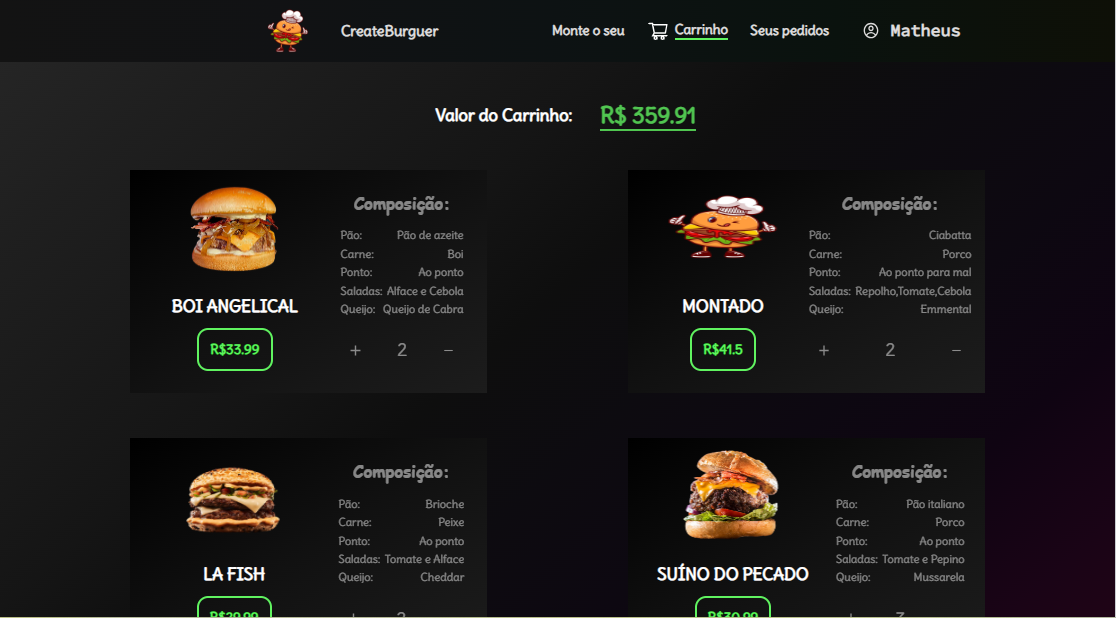 CreateBurguer Monte o seu Carrinho Seus pedidos Matheus
Valor do Carrinho: R$ 359.91
Composição:
Pão: Pão de azeite
Carne: Boi
Ponto: Ao ponto
Saladas: Alface e Cebola
Queijo: Queijo de Cabra
BOI ANGELICAL
R$33.99
+ 2 −
Composição:
Pão: Ciabatta
Carne: Porco
Ponto: Ao ponto para mal
Saladas: Repolho,Tomate,Cebola
Queijo: Emmental
MONTADO
R$41.5
+ 2 −
Composição:
Pão: Brioche
Carne: Peixe
Ponto: Ao ponto
Saladas: Tomate e Alface
Queijo: Cheddar
LA FISH
Composição:
Pão: Pão italiano
Carne: Porco
Ponto: Ao ponto
Saladas: Tomate e Pepino
Queijo: Mussarela
SUÍNO DO PECADO